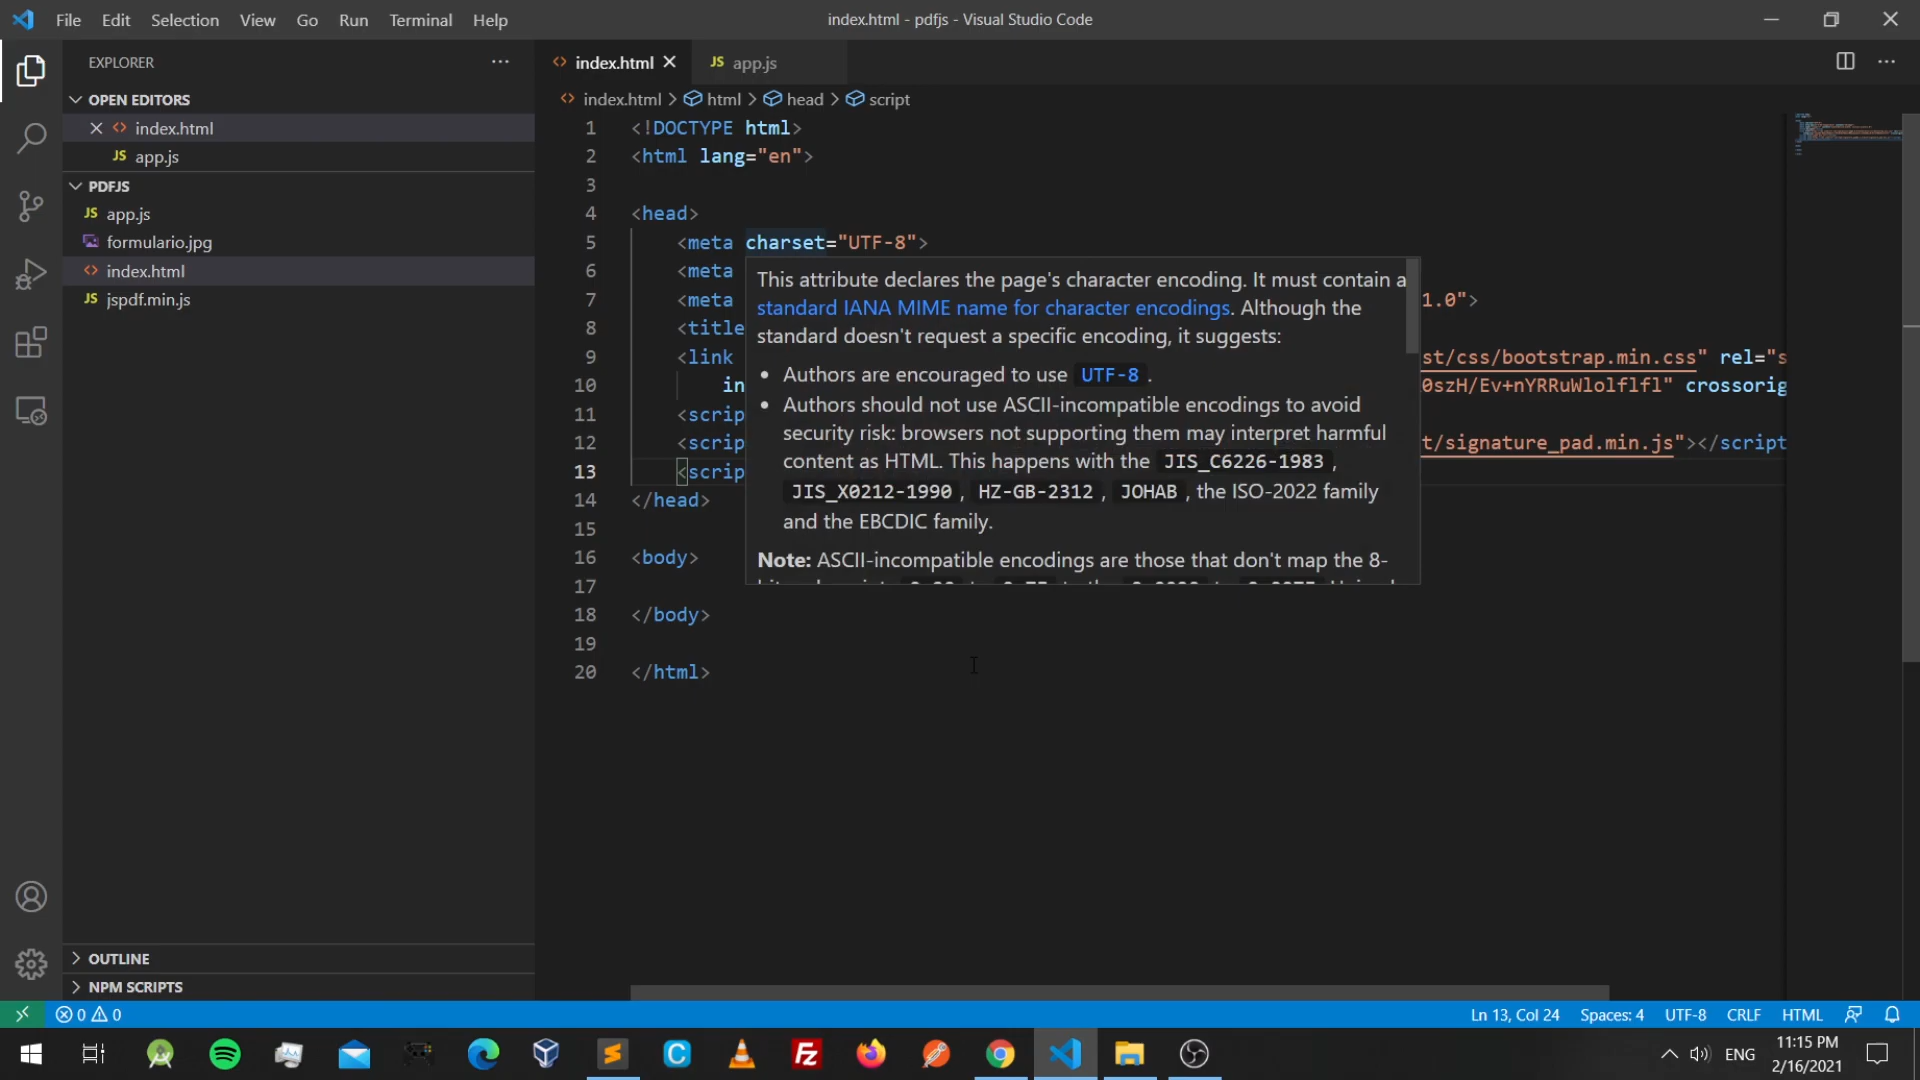 File Edit Selection View Go Run Terminal Help
index.html - pdfjs - Visual Studio Code
EXPLORER
OPEN EDITORS
index.html
JS app.js
PDFJS
JS app.js
formulario.jpg
index.html
JS jspdf.min.js
OUTLINE
NPM SCRIPTS
index.html
JS app.js
index.html > html > head > script
1 <!DOCTYPE html>
2 <html lang="en">
3
4 <head>
5 <meta charset="UTF-8">
6 <meta
7 <meta 1.0">
8 <title
9 <link st/css/bootstrap.min.css" rel="s
10 in 0szH/Ev+nYRRuWlolflfl" crossorig
11 <scrip
12 <scrip t/signature_pad.min.js"></script
13 <scrip
14 </head>
15
16 <body>
17
18 </body>
19
20 </html>
This attribute declares the page's character encoding. It must contain a
standard IANA MIME name for character encodings. Although the
standard doesn't request a specific encoding, it suggests:
• Authors are encouraged to use UTF-8 .
• Authors should not use ASCII-incompatible encodings to avoid
security risk: browsers not supporting them may interpret harmful
content as HTML. This happens with the JIS_C6226-1983 ,
JIS_X0212-1990 , HZ-GB-2312 , JOHAB , the ISO-2022 family
and the EBCDIC family.
Note: ASCII-incompatible encodings are those that don't map the 8-
0 0
Ln 13, Col 24 Spaces: 4 UTF-8 CRLF HTML
ENG
11:15 PM
2/16/2021